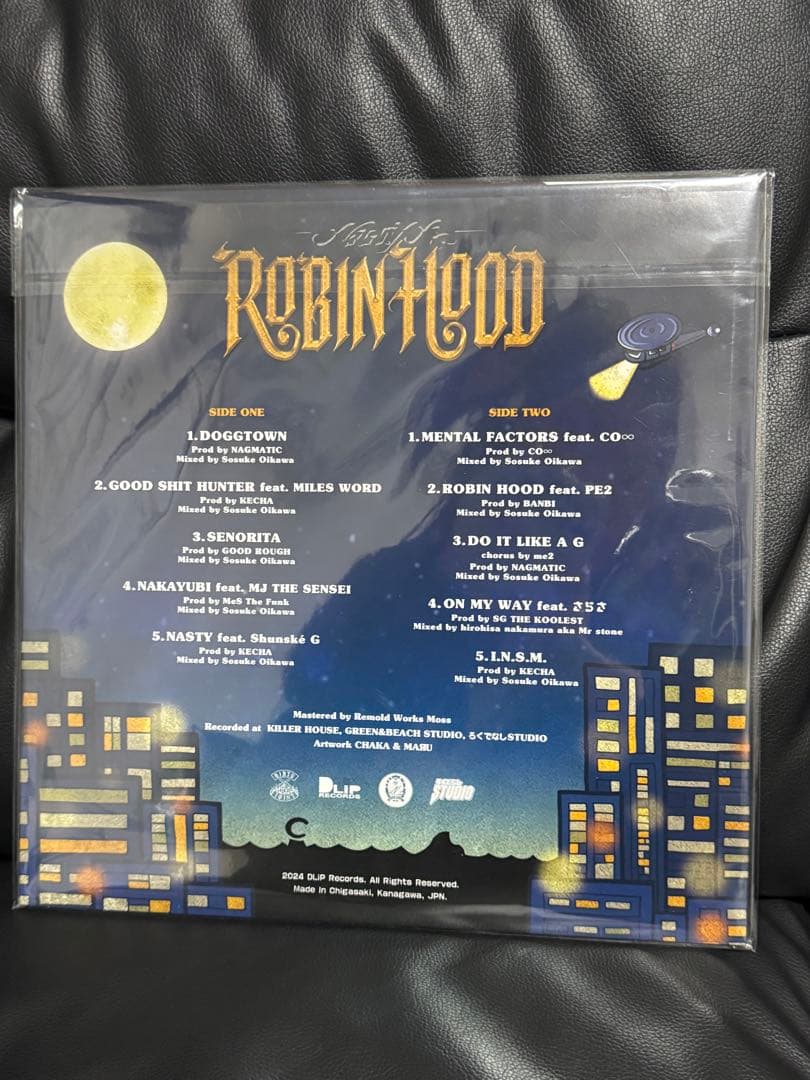 ROBIN HOOD
SIDE ONE
1.DOGGTOWN
Prod by NAGMATIC
Mixed by Sosuke Oikawa
2.GOOD SHIT HUNTER feat. MILES WORD
Prod by KECHA
Mixed by Sosuke Oikawa
3.SENORITA
Prod by GOOD ROUGH
Mixed by Sosuke Oikawa
4.NAKAYUBI feat. MJ THE SENSEI
Prod by MeS The Funk
Mix by Sosuke Oikawa
5.NASTY feat. Shunské G
Prod by KECHA
Mixed by Sosuke Oikawa
SIDE TWO
1.MENTAL FACTORS feat. CO∞
Prod by CO∞
Mixed by Sosuke Oikawa
2.ROBIN HOOD feat. PE2
Prod by BANBI
Mixed by Sosuke Oikawa
3.DO IT LIKE A G
chorus by me2
Prod by NAGMATIC
Mixed by Sosuke Oikawa
4.ON MY WAY feat. さらさ
Prod by SG THE KOOLEST
Mixed by hirohisa nakamura aka Mr stone
5.I.N.S.M.
Prod by KECHA
Mixed by Sosuke Oikawa
Mastered by Remold Works Moss
Recorded at KILLER HOUSE, GREEN&BEACH STUDIO, ろくでなしSTUDIO
Artwork CHAKA & MAЯU
DLiP
RECORDS
STUDIO
2024 DLiP Records. All Rights Reserved.
Made in Chigasaki, Kanagawa, JPN.